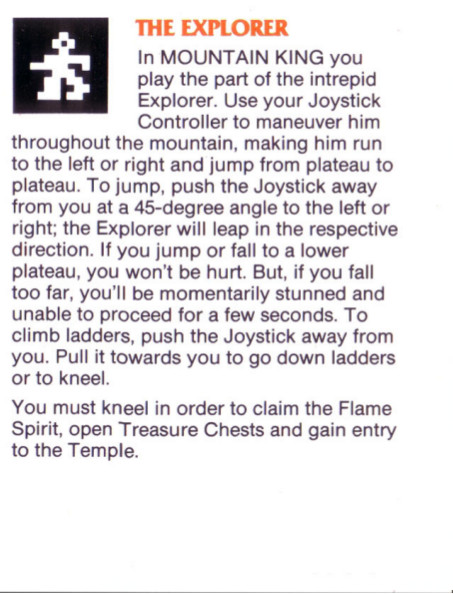 THE EXPLORER
In MOUNTAIN KING you
play the part of the intrepid
Explorer. Use your Joystick
Controller to maneuver him
throughout the mountain, making him run
to the left or right and jump from plateau to
plateau. To jump, push the Joystick away
from you at a 45-degree angle to the left or
right; the Explorer will leap in the respective
direction. If you jump or fall to a lower
plateau, you won't be hurt. But, if you fall
too far, you'll be momentarily stunned and
unable to proceed for a few seconds. To
climb ladders, push the Joystick away from
you. Pull it towards you to go down ladders
or to kneel.
You must kneel in order to claim the Flame
Spirit, open Treasure Chests and gain entry
to the Temple.